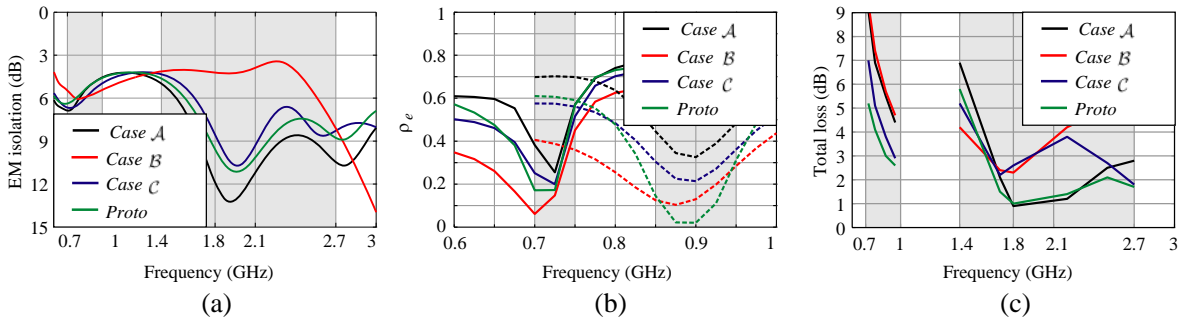 0
3
6
9
12
15
EM isolation (dB)
Case 𝒜
Case ℬ
Case 𝒞
Proto
0.7 1 1.4 1.8 2.1 2.7 3
Frequency (GHz)
(a)
1
0.8
0.6
0.4
0.2
0
ρe
Case 𝒜
Case ℬ
Case 𝒞
Proto
0.6 0.7 0.8 0.9 1
Frequency (GHz)
(b)
9
8
7
6
5
4
3
2
1
0
Total loss (dB)
Case 𝒜
Case ℬ
Case 𝒞
Proto
0.7 1 1.4 1.8 2.1 2.7 3
Frequency (GHz)
(c)